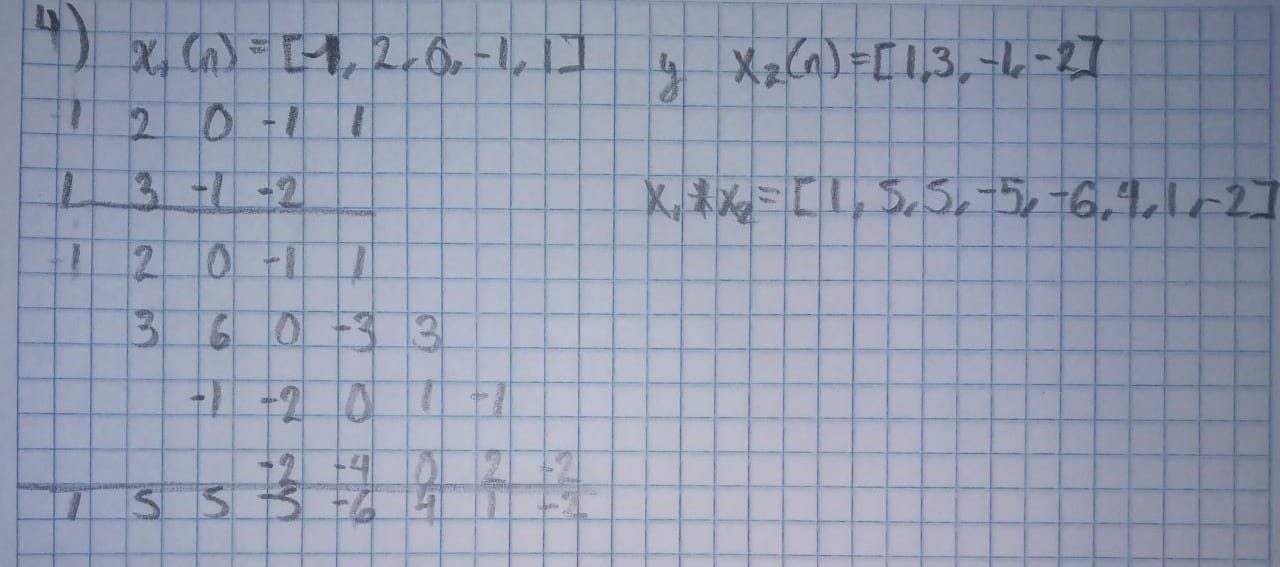 4) x₁(n) = [1, 2, 0, -1, 1] y x₂(n) = [1, 3, -1, -2]
1 2 0 -1 1
1 3 -1 -2
x₁*x₂ = [1, 5, 5, -5, -6, 4, 1, -2]
1 2 0 -1 1
3 6 0 -3 3
-1 -2 0 1 -1
-2 -4 0 2 -2
1 5 5 -5 -6 4 1 -2